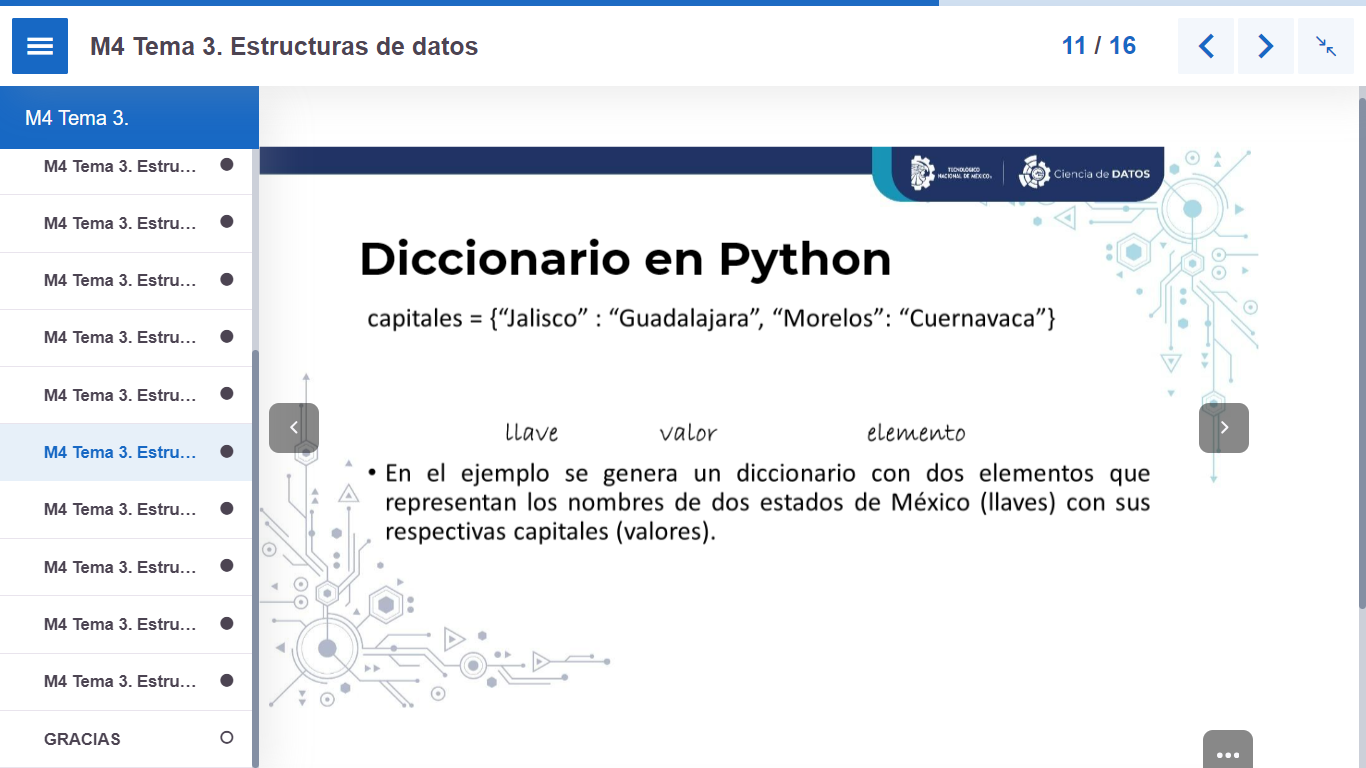 M4 Tema 3. Estructuras de datos
11 / 16
M4 Tema 3.
M4 Tema 3. Estru...
M4 Tema 3. Estru...
M4 Tema 3. Estru...
M4 Tema 3. Estru...
M4 Tema 3. Estru...
M4 Tema 3. Estru...
M4 Tema 3. Estru...
M4 Tema 3. Estru...
M4 Tema 3. Estru...
M4 Tema 3. Estru...
GRACIAS
TECNOLÓGICO
NACIONAL DE MÉXICO
Ciencia de DATOS
Diccionario en Python
capitales = {“Jalisco” : “Guadalajara”, “Morelos”: “Cuernavaca”}
llave valor elemento
• En el ejemplo se genera un diccionario con dos elementos que
representan los nombres de dos estados de México (llaves) con sus
respectivas capitales (valores).